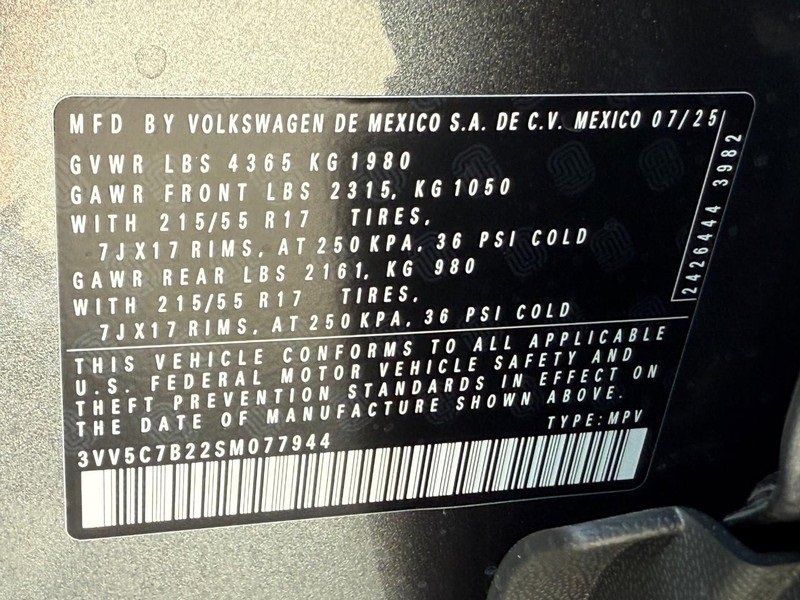 MFD BY VOLKSWAGEN DE MEXICO S.A. DE C.V. MEXICO 07/25
GVWR LBS 4365 KG 1980
GAWR FRONT LBS 2315, KG 1050
WITH 215/55 R17 TIRES,
7JX17 RIMS, AT 250 KPA, 36 PSI COLD
GAWR REAR LBS 2161, KG 980
WITH 215/55 R17 TIRES,
7JX17 RIMS, AT 250 KPA, 36 PSI COLD
2426444 3982
THIS VEHICLE CONFORMS TO ALL APPLICABLE
U.S. FEDERAL MOTOR VEHICLE SAFETY AND
THEFT PREVENTION STANDARDS IN EFFECT ON
THE DATE OF MANUFACTURE SHOWN ABOVE.
TYPE: MPV
3VV5C7B22SM077944